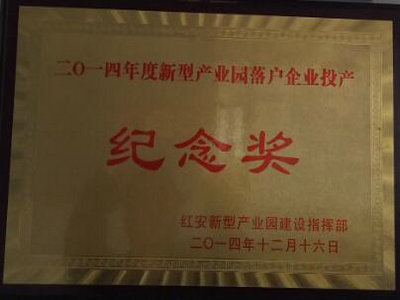 二〇一四年度新型产业园落户企业投产
纪念奖
红安新型产业园建设指挥部
二〇一四年十二月十六日